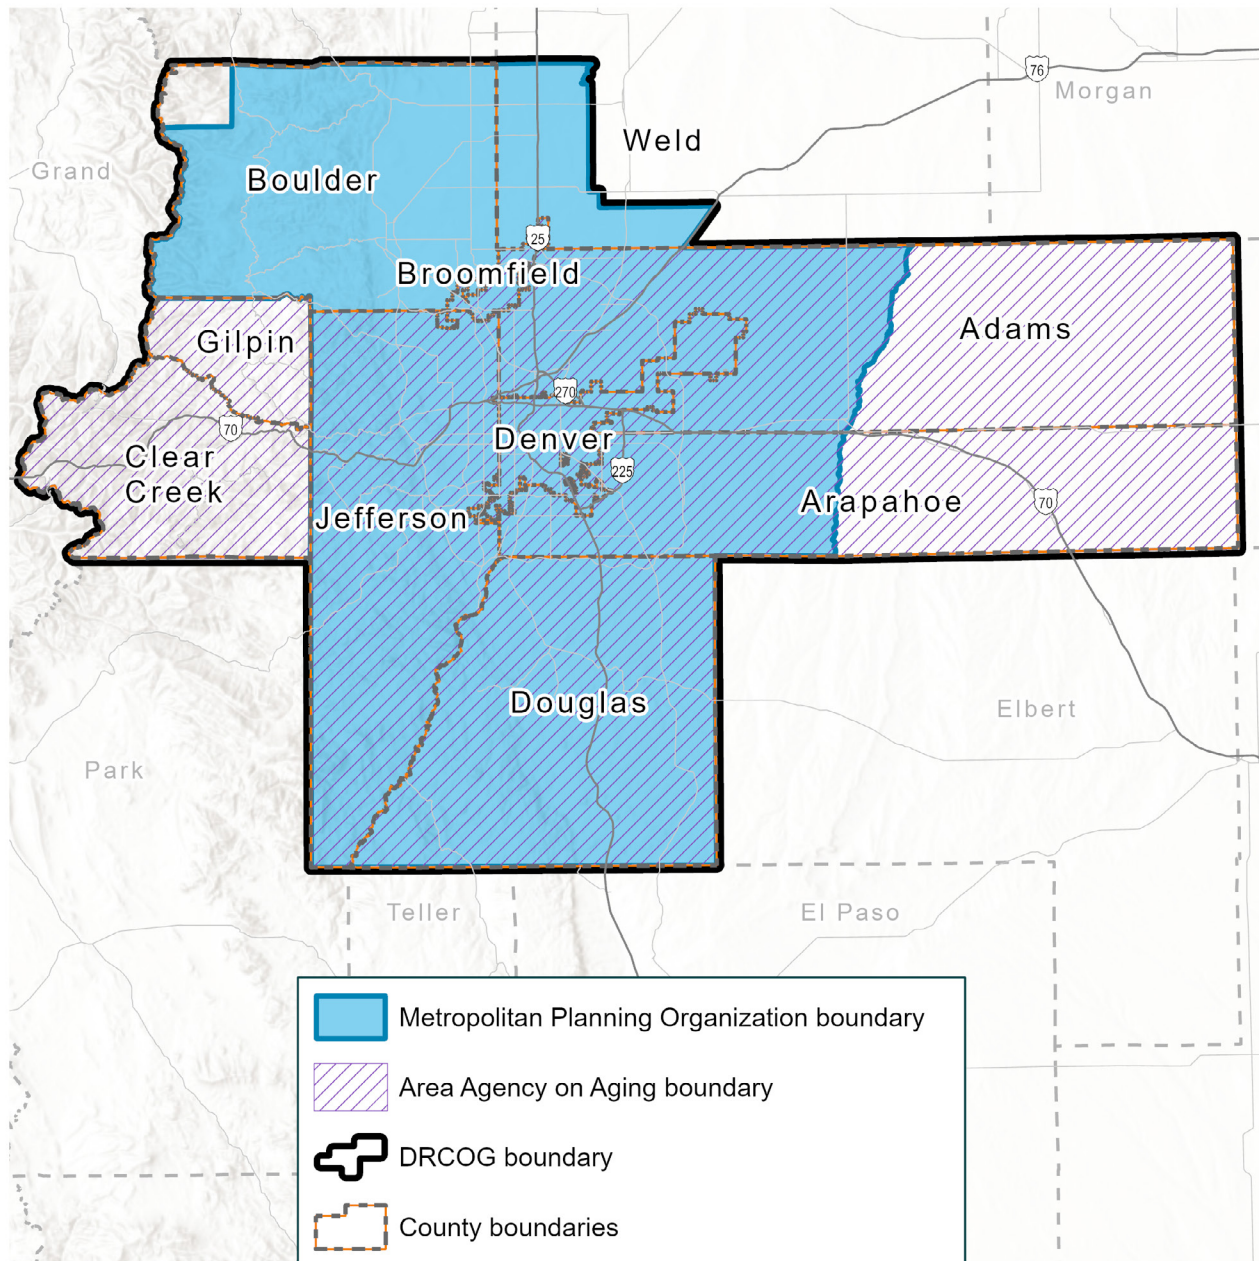 76
Morgan
Weld
Grand
Boulder
25
Broomfield
Gilpin
Adams
270
70
Denver
Clear
Creek
225
Arapahoe
70
Jefferson
Douglas
Elbert
Park
Teller
El Paso
Metropolitan Planning Organization boundary
Area Agency on Aging boundary
DRCOG boundary
County boundaries